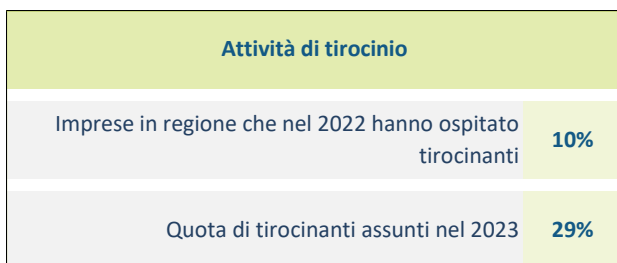 Attività di tirocinio
Imprese in regione che nel 2022 hanno ospitato
tirocinanti
10%
Quota di tirocinanti assunti nel 2023
29%